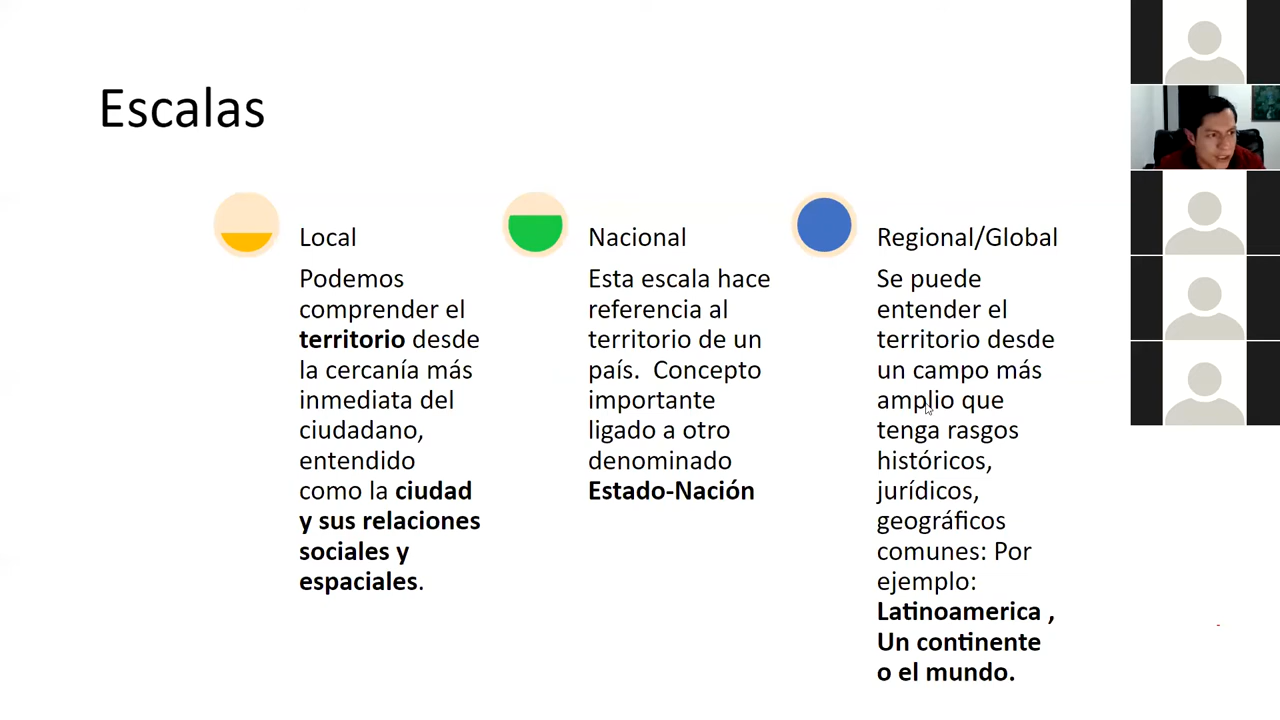 Escalas
Local
Podemos
comprender el
territorio desde
la cercanía más
inmediata del
ciudadano,
entendido
como la ciudad
y sus relaciones
sociales y
espaciales.
Nacional
Esta escala hace
referencia al
territorio de un
país.  Concepto
importante
ligado a otro
denominado
Estado-Nación
Regional/Global
Se puede
entender el
territorio desde
un campo más
amplio que
tenga rasgos
históricos,
jurídicos,
geográficos
comunes: Por
ejemplo:
Latinoamerica ,
Un continente
o el mundo.